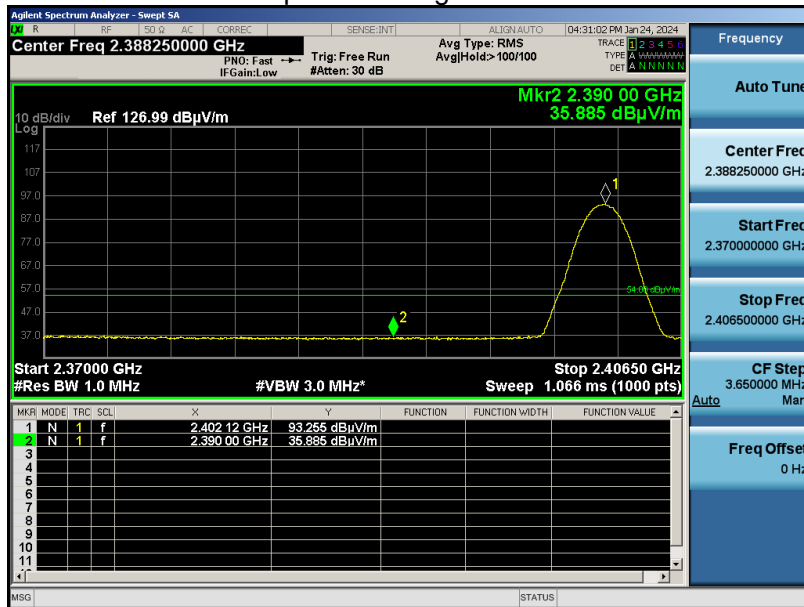 Agilent Spectrum Analyzer - Swept SA
LXI R RF 50 Ω AC CORREC SENSE:INT ALIGN AUTO 04:31:02 PM Jan 24, 2024
Center Freq 2.388250000 GHz
PNO: Fast
IFGain:Low
Trig: Free Run
#Atten: 30 dB
Avg Type: RMS
Avg|Hold:>100/100
TRACE 1 2 3 4 5 6
TYPE A
DET A N N N N N
Mkr2 2.390 00 GHz
35.885 dBµV/m
10 dB/div Ref 126.99 dBµV/m
Log
117
107
97.0
87.0
77.0
67.0
57.0
47.0
37.0
1
2
54.00 dBµV/m
Start 2.37000 GHz Stop 2.40650 GHz
#Res BW 1.0 MHz #VBW 3.0 MHz* Sweep 1.066 ms (1000 pts)
MKR MODE TRC SCL X Y FUNCTION FUNCTION WIDTH FUNCTION VALUE
1 N 1 f 2.402 12 GHz 93.255 dBµV/m
2 N 1 f 2.390 00 GHz 35.885 dBµV/m
3
4
5
6
7
8
9
10
11
MSG STATUS
Frequency
Auto Tune
Center Freq
2.388250000 GHz
Start Freq
2.370000000 GHz
Stop Freq
2.406500000 GHz
CF Step
3.650000 MHz
Auto Man
Freq Offset
0 Hz